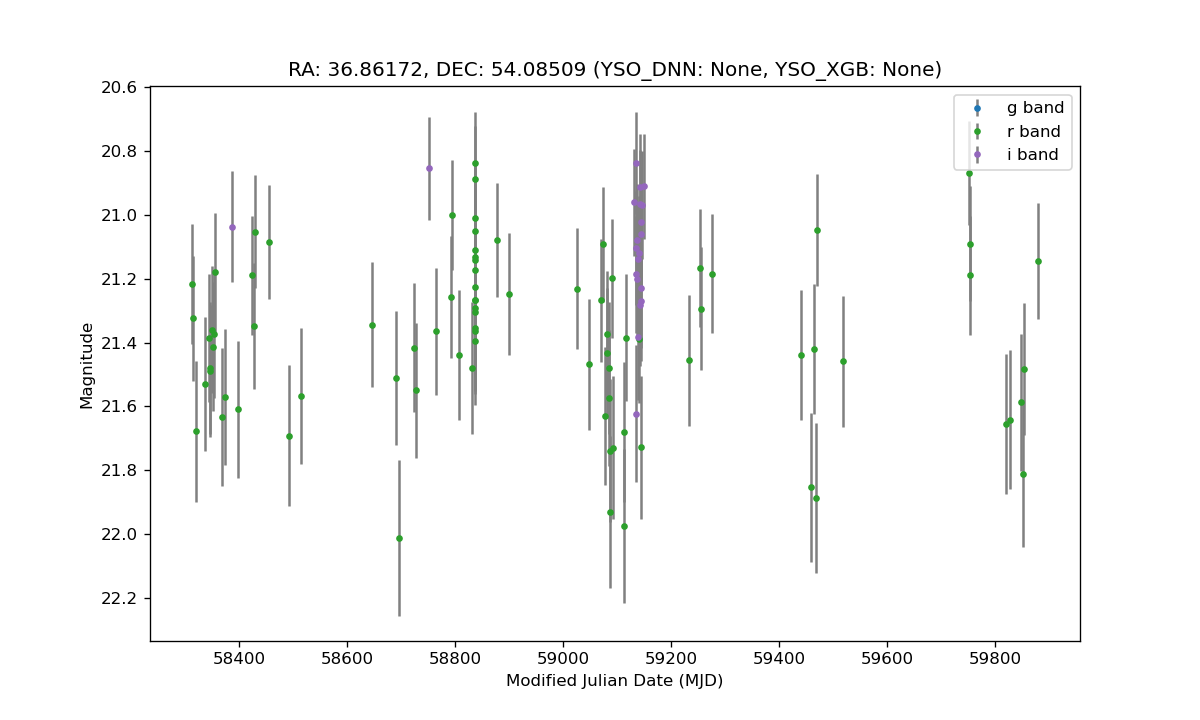 RA: 36.86172, DEC: 54.08509 (YSO_DNN: None, YSO_XGB: None)
g band
r band
i band
20.6
20.8
21.0
21.2
21.4
21.6
21.8
22.0
22.2
Magnitude
58400 58600 58800 59000 59200 59400 59600 59800
Modified Julian Date (MJD)